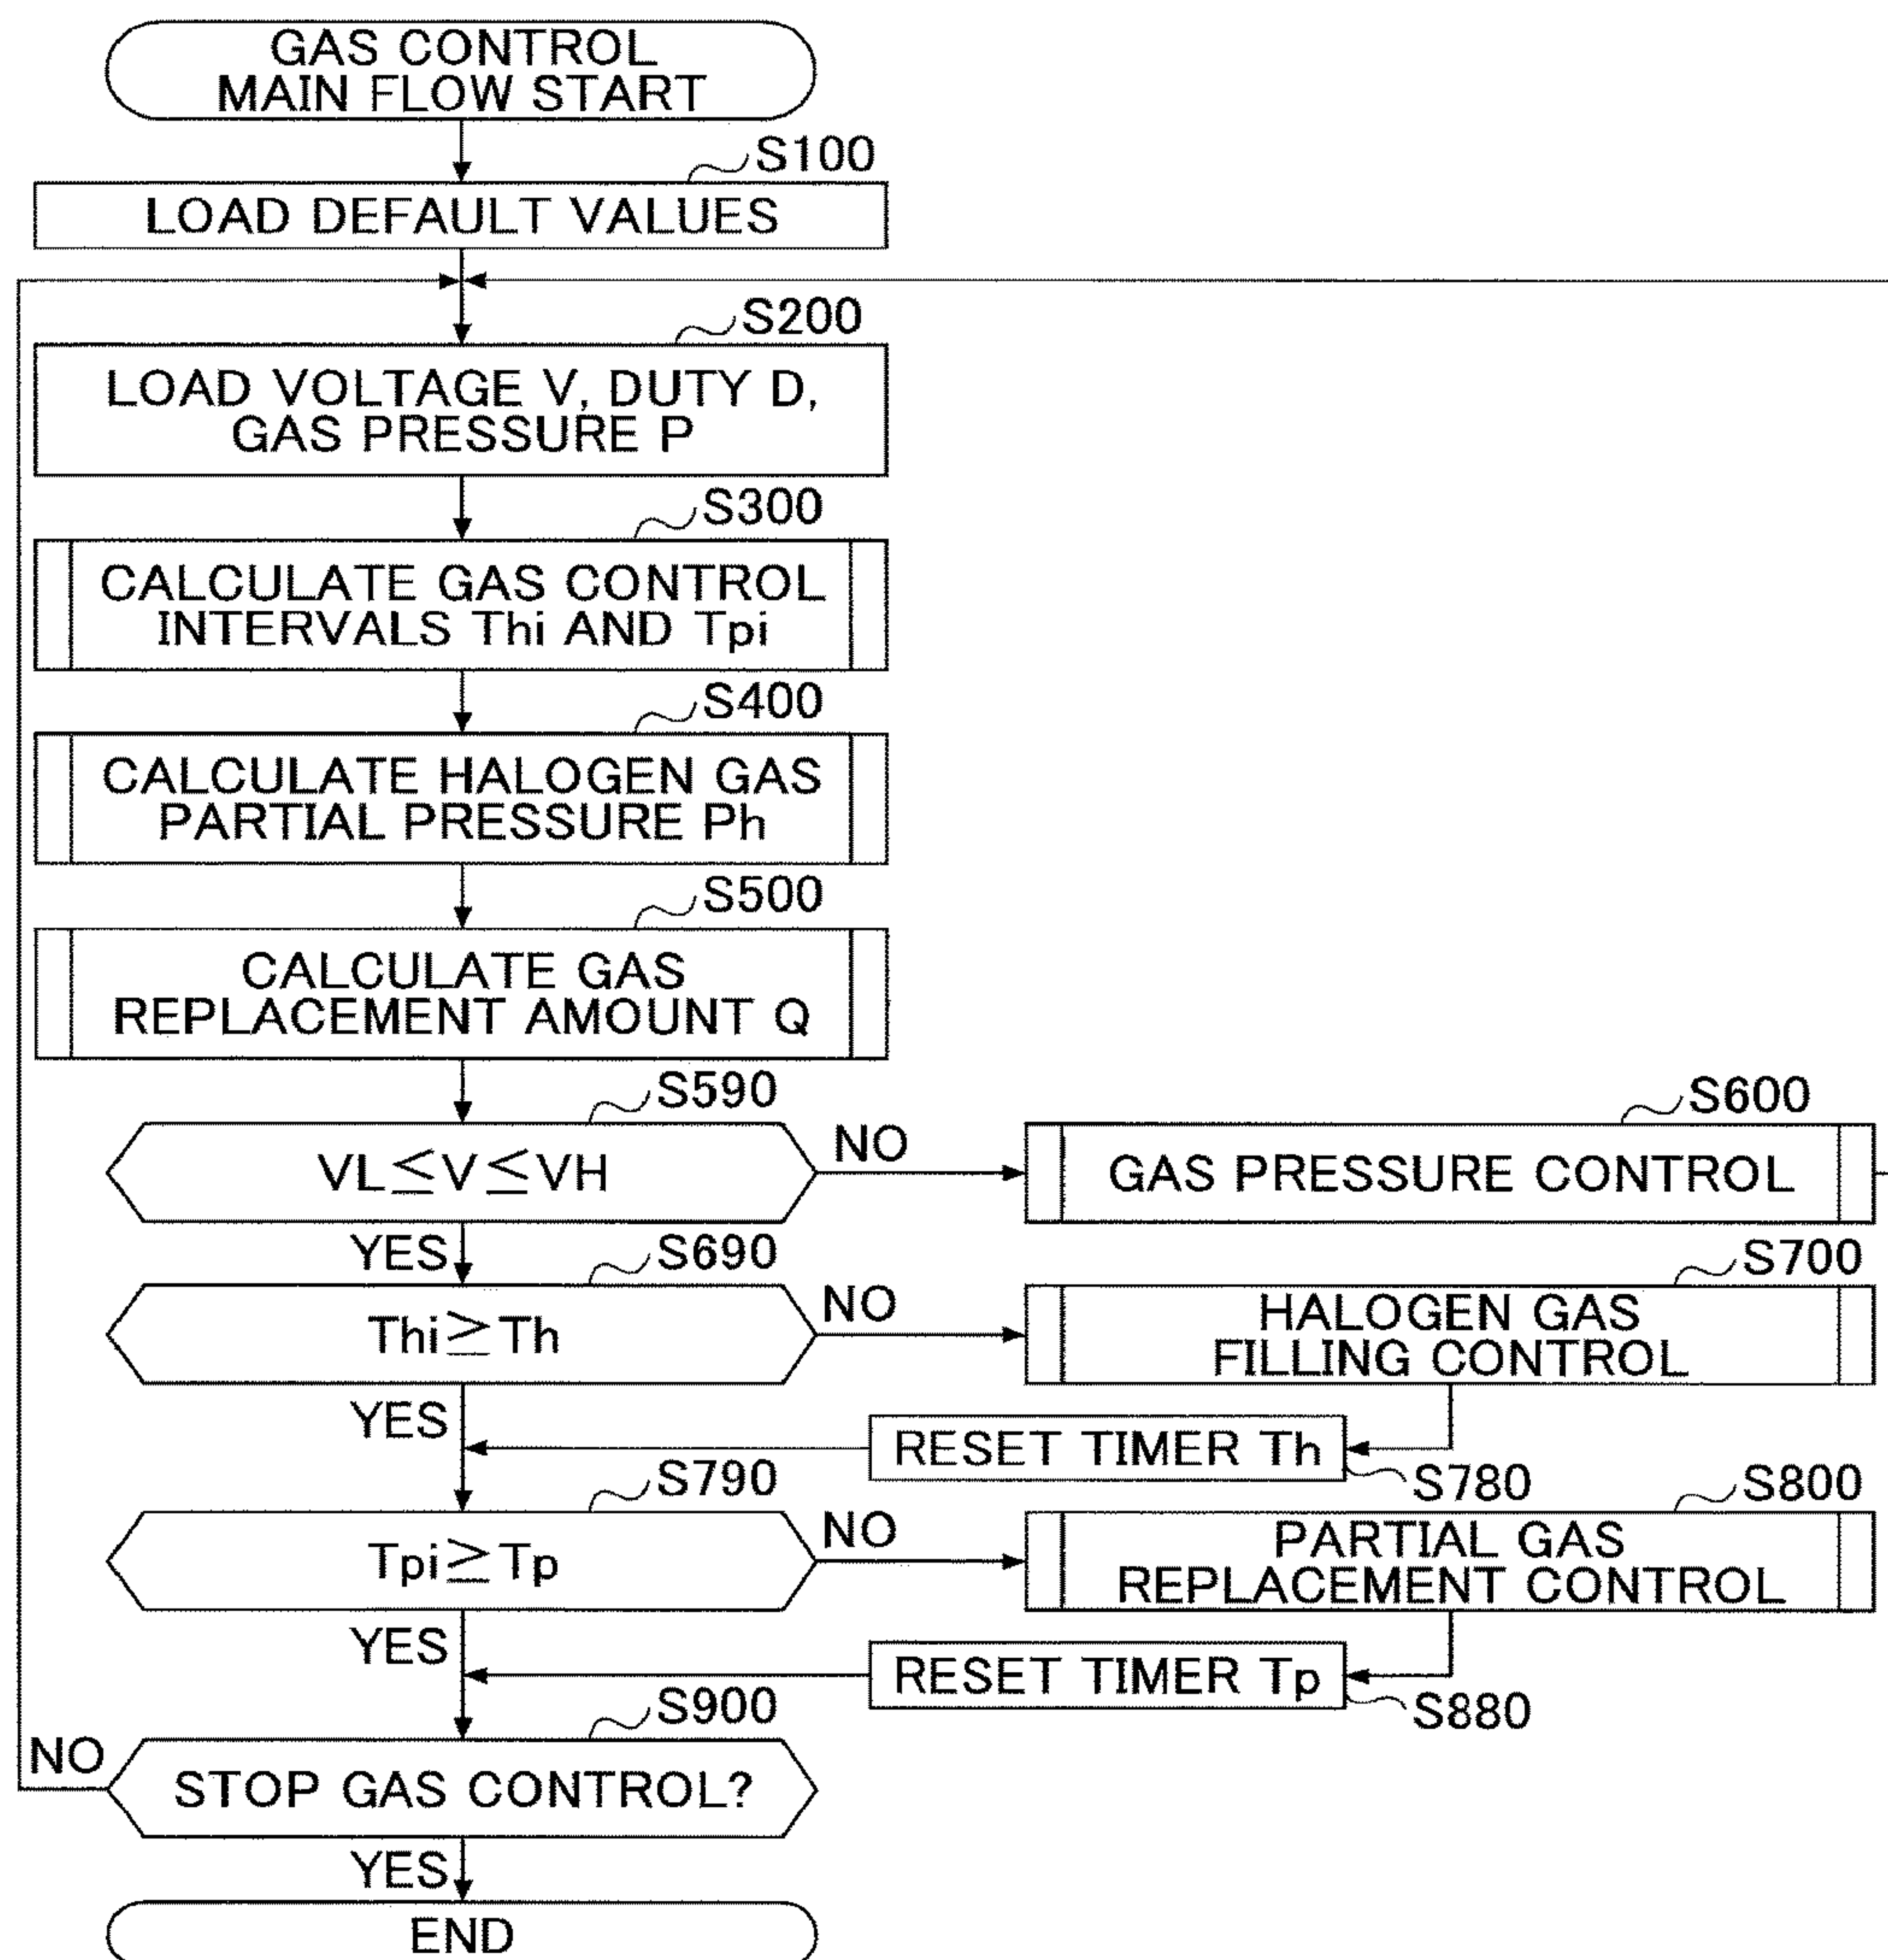 GAS CONTROL
MAIN FLOW START
S100
LOAD DEFAULT VALUES
S200
LOAD VOLTAGE V, DUTY D,
GAS PRESSURE P
S300
CALCULATE GAS CONTROL
INTERVALS Thi AND Tpi
S400
CALCULATE HALOGEN GAS
PARTIAL PRESSURE Ph
S500
CALCULATE GAS
REPLACEMENT AMOUNT Q
S590
VL≦V≦VH
NO
S600
GAS PRESSURE CONTROL
YES
S690
Thi≧Th
NO
S700
HALOGEN GAS
FILLING CONTROL
YES
RESET TIMER Th
S780
S790
Tpi≧Tp
NO
S800
PARTIAL GAS
REPLACEMENT CONTROL
YES
RESET TIMER Tp
S880
S900
NO
STOP GAS CONTROL?
YES
END